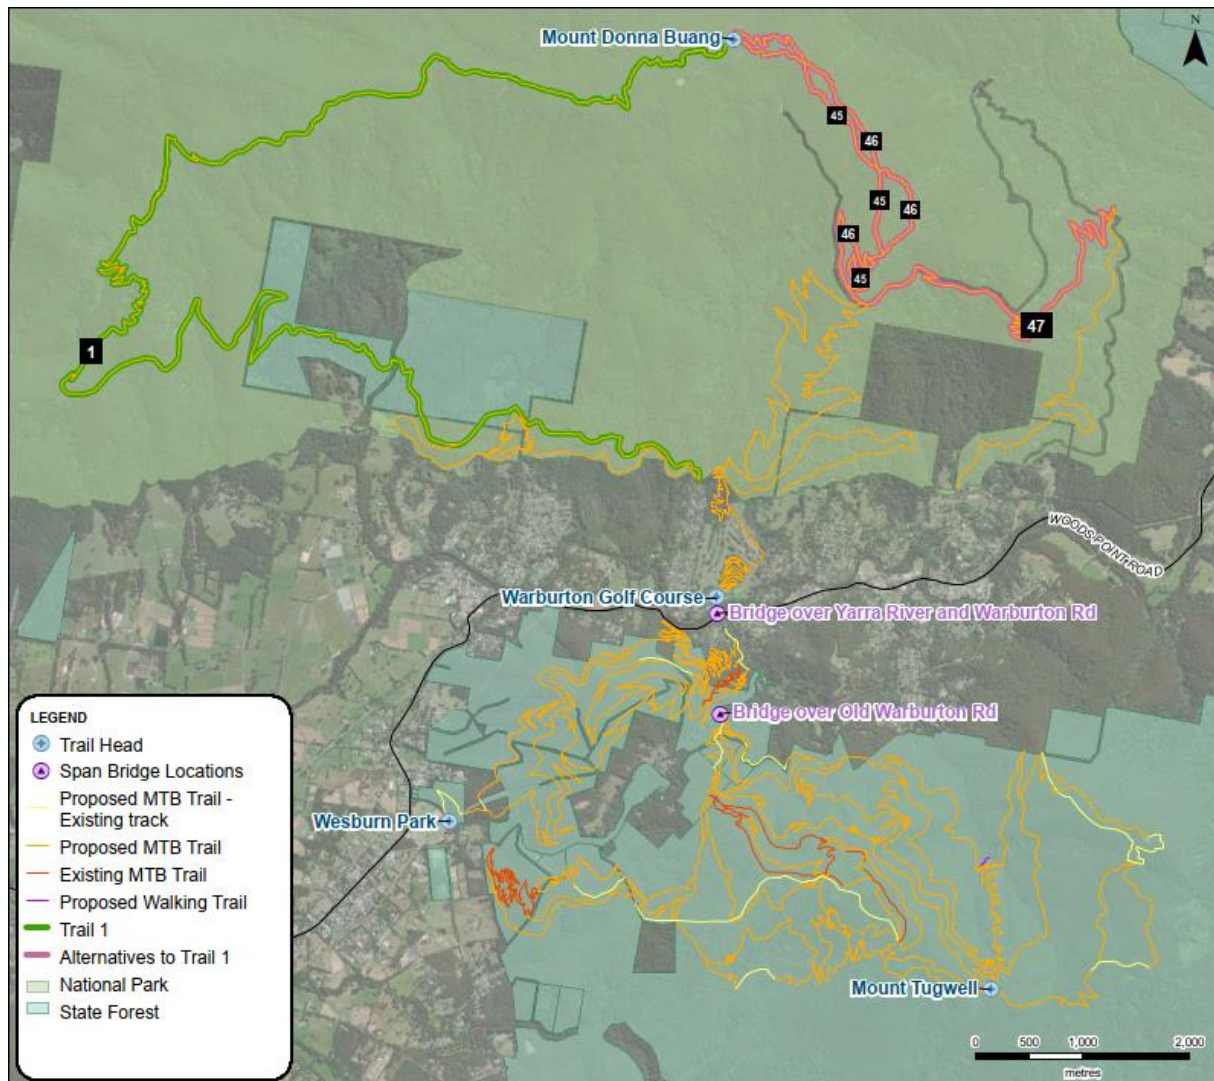 N
Mount Donna Buang
45
46
45
46
46
45
47
1
WOODS POINT ROAD
Warburton Golf Course
Bridge over Yarra River and Warburton Rd
Bridge over Old Warburton Rd
Wesburn Park
Mount Tugwell
LEGEND
Trail Head
Span Bridge Locations
Proposed MTB Trail -
Existing track
Proposed MTB Trail
Existing MTB Trail
Proposed Walking Trail
Trail 1
Alternatives to Trail 1
National Park
State Forest
0 500 1,000 2,000
metres